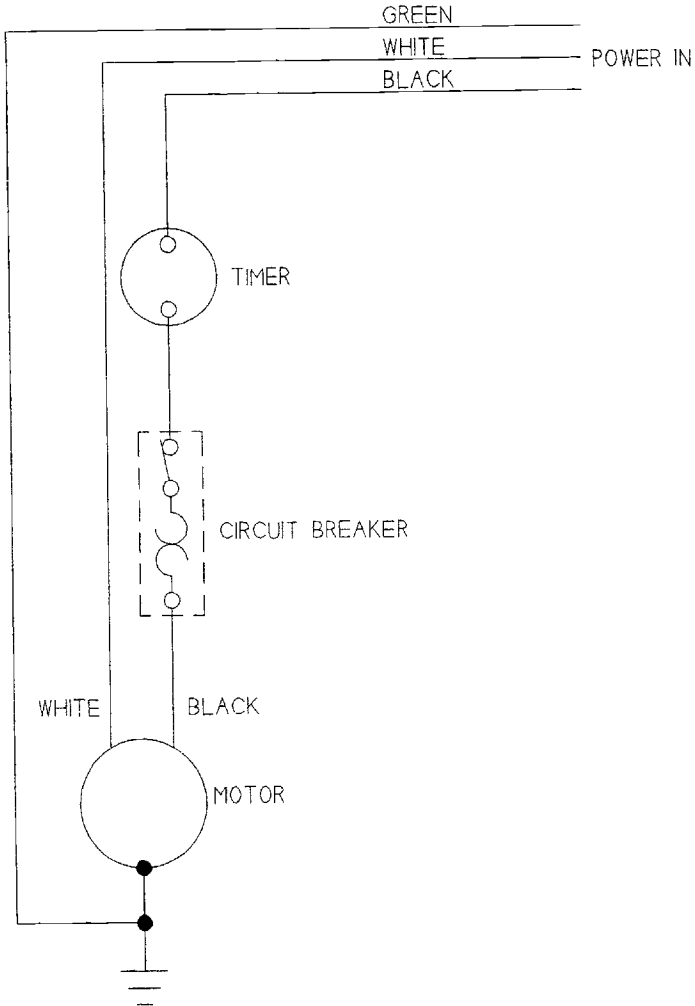 GREEN
WHITE
POWER IN
BLACK
TIMER
CIRCUIT BREAKER
WHITE
BLACK
MOTOR